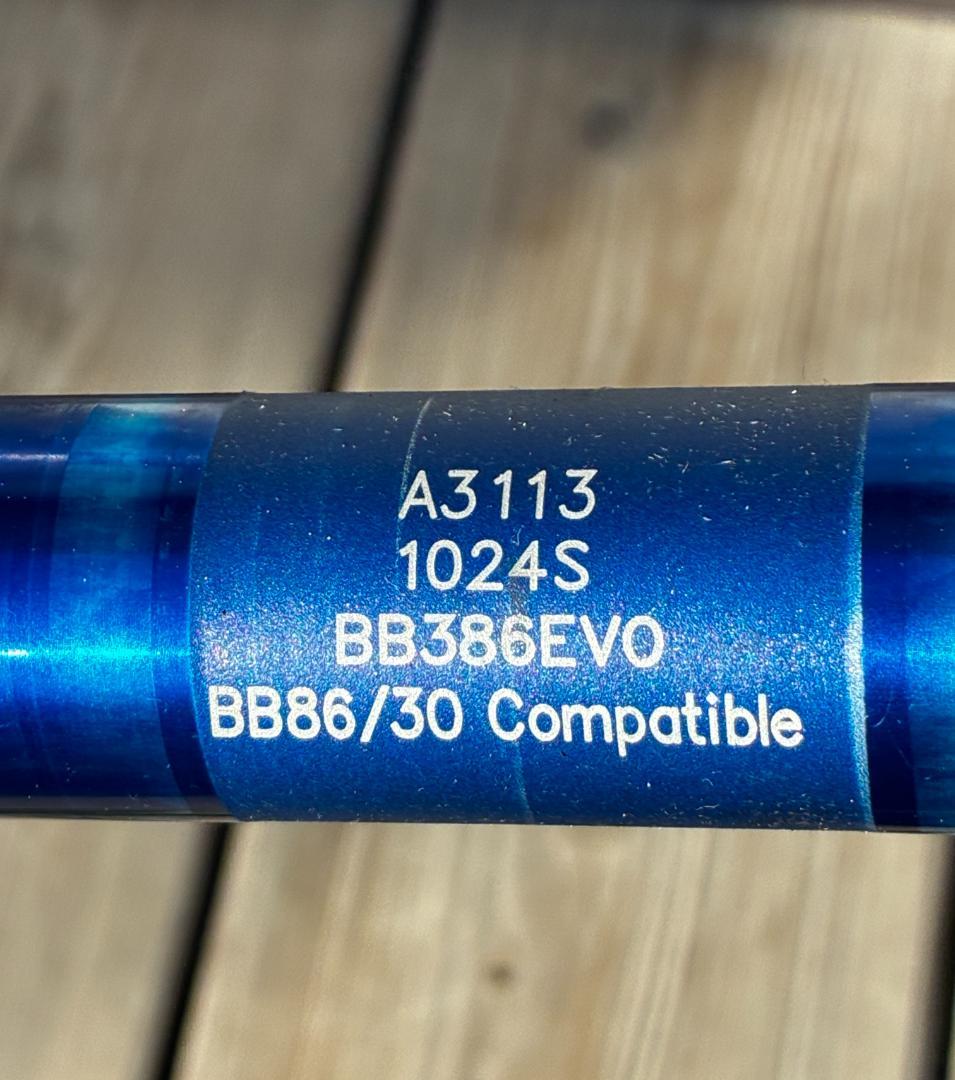 A3113
1024S
BB386EVO
BB86/30 Compatible